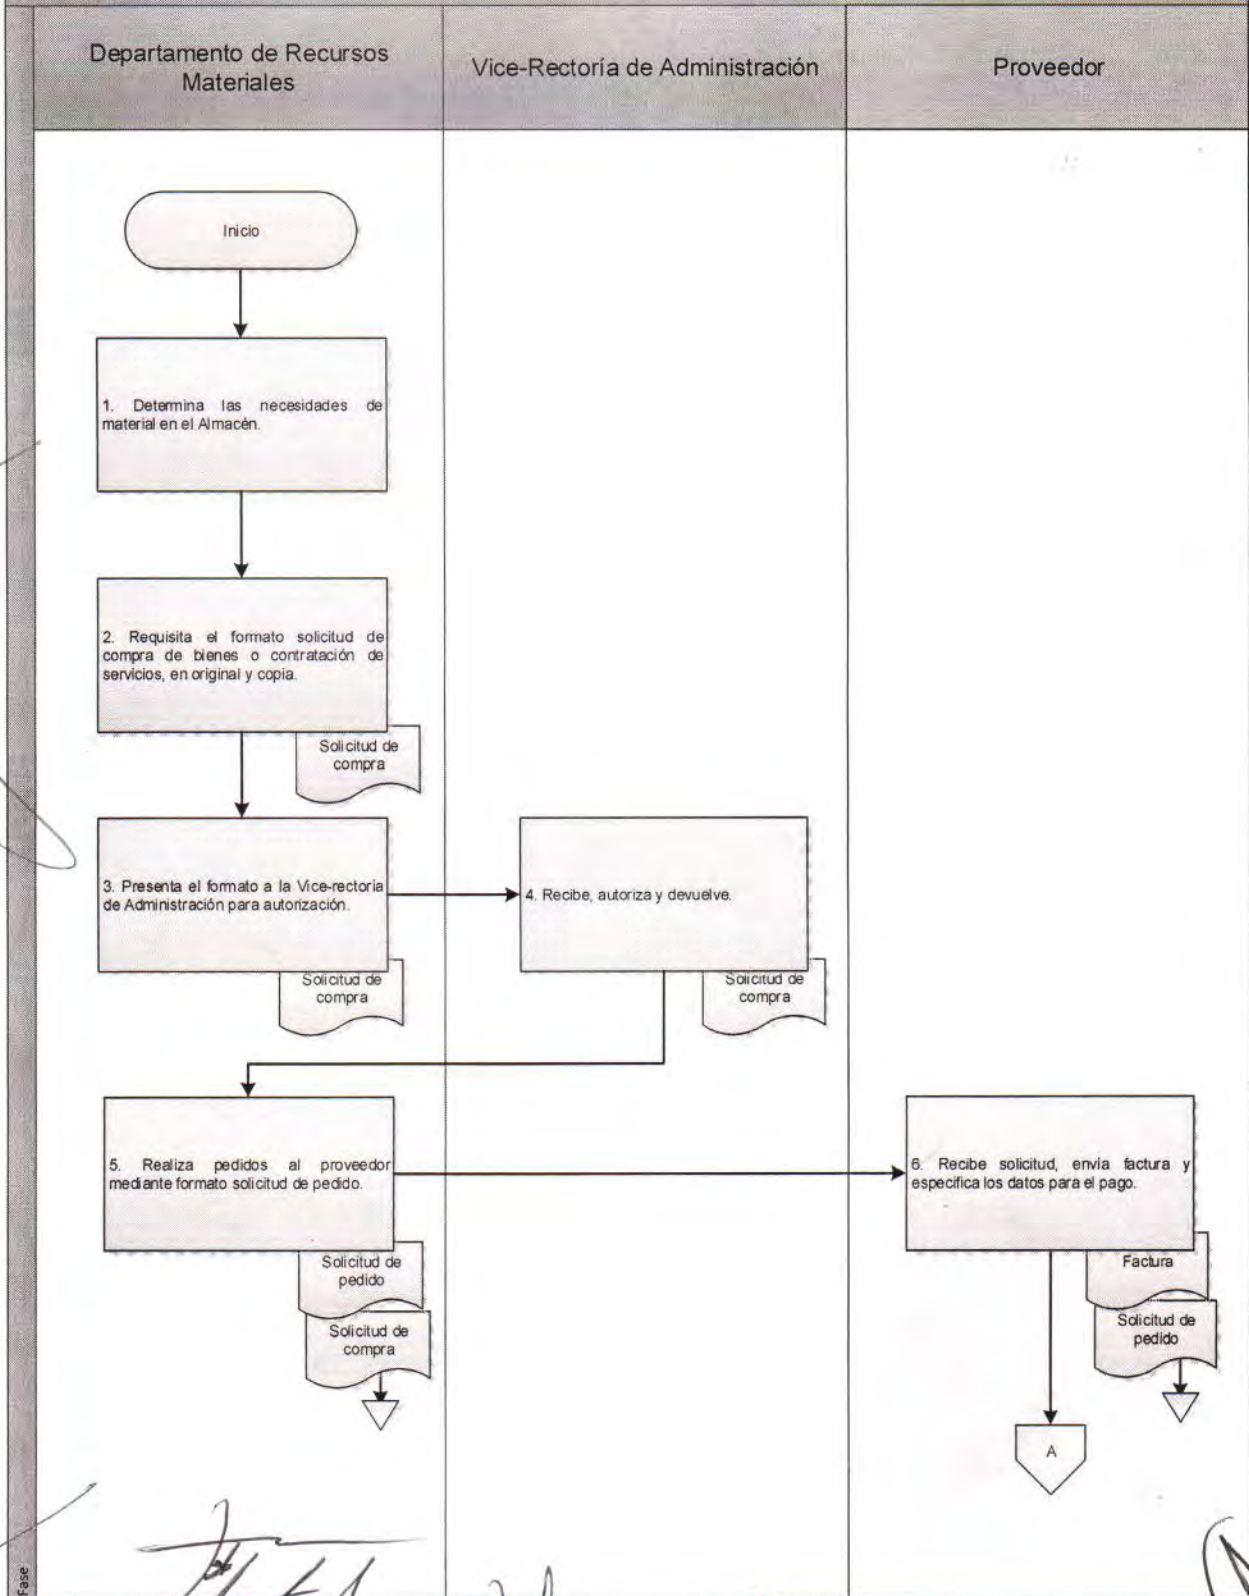 Departamento de Recursos
Materiales
Vice-Rectoría de Administración
Proveedor
Inicio
1. Determina las necesidades de
material en el Almacén.
2. Requisita el formato solicitud de
compra de bienes o contratación de
servicios, en original y copia.
Solicitud de
compra
3. Presenta el formato a la Vice-rectoría
de Administración para autorización.
Solicitud de
compra
4. Recibe, autoriza y devuelve.
Solicitud de
compra
5. Realiza pedidos al proveedor
mediante formato solicitud de pedido.
Solicitud de
pedido
Solicitud de
compra
6. Recibe solicitud, envía factura y
especifica los datos para el pago.
Factura
Solicitud de
pedido
A
Fase